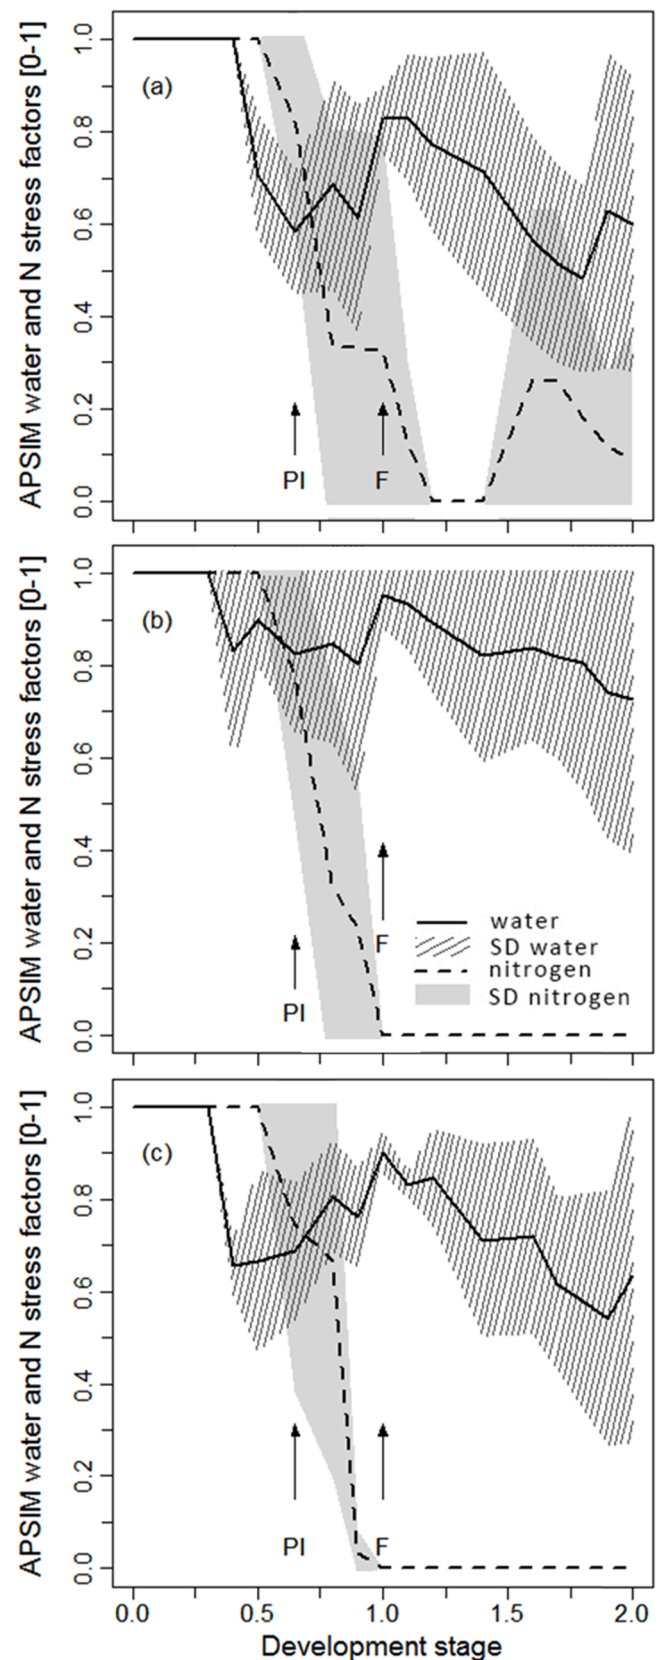 APSIM water and N stress factors [0-1]
1.0
0.8
0.6
0.4
0.2
0.0
(a)
PI
F
APSIM water and N stress factors [0-1]
1.0
0.8
0.6
0.4
0.2
0.0
(b)
PI
F
water
SD water
nitrogen
SD nitrogen
APSIM water and N stress factors [0-1]
1.0
0.8
0.6
0.4
0.2
0.0
(c)
PI
F
0.0 0.5 1.0 1.5 2.0
Development stage